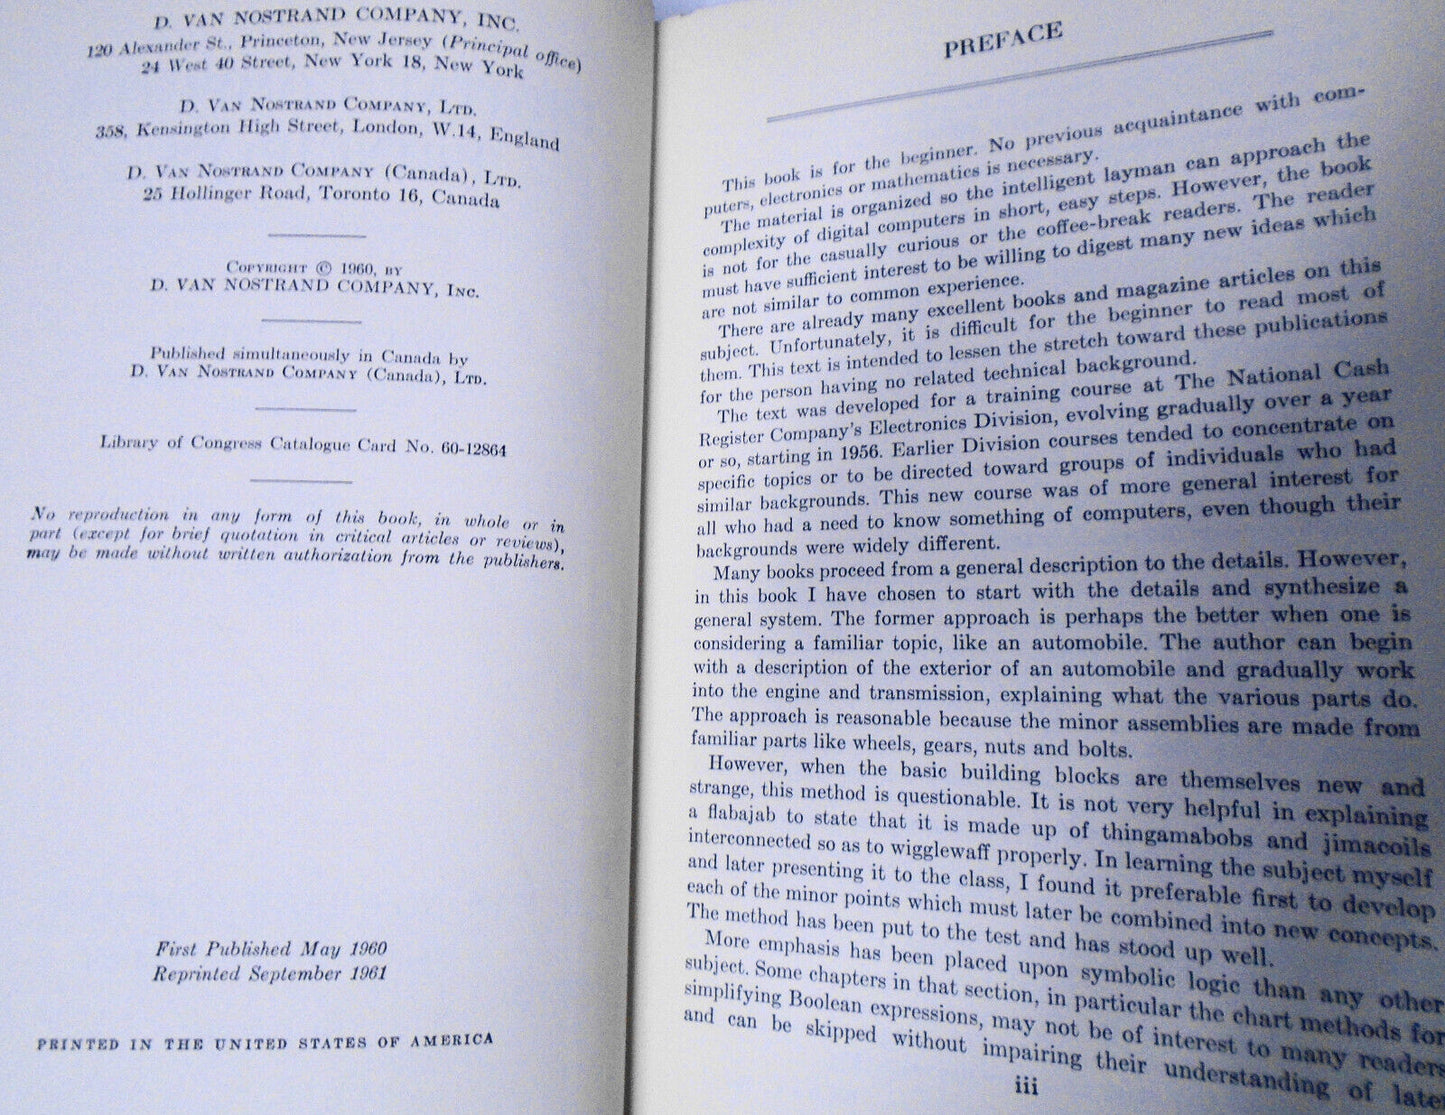 D. VAN NOSTRAND COMPANY, INC.
120 Alexander St., Princeton, New Jersey (Principal office)
24 West 40 Street, New York 18, New York
D. VAN NOSTRAND COMPANY, LTD.
358, Kensington High Street, London, W.14, England
D. VAN NOSTRAND COMPANY (Canada), LTD.
25 Hollinger Road, Toronto 16, Canada
COPYRIGHT © 1960, BY
D. VAN NOSTRAND COMPANY, INC.
Published simultaneously in Canada by
D. VAN NOSTRAND COMPANY (Canada), LTD.
Library of Congress Catalogue Card No. 60-12864
No reproduction in any form of this book, in whole or in
part (except for brief quotation in critical articles or reviews),
may be made without written authorization from the publishers.
First Published May 1960
Reprinted September 1961
PRINTED IN THE UNITED STATES OF AMERICA
PREFACE
This book is for the beginner. No previous acquaintance with com-
puters, electronics or mathematics is necessary.
The material is organized so the intelligent layman can approach the
complexity of digital computers in short, easy steps. However, the book
is not for the casually curious or the coffee-break readers. The reader
must have sufficient interest to be willing to digest many new ideas which
are not similar to common experience.
There are already many excellent books and magazine articles on this
subject. Unfortunately, it is difficult for the beginner to read most of
them. This text is intended to lessen the stretch toward these publications
for the person having no related technical background.
The text was developed for a training course at The National Cash
Register Company's Electronics Division, evolving gradually over a year
or so, starting in 1956. Earlier Division courses tended to concentrate on
specific topics or to be directed toward groups of individuals who had
similar backgrounds. This new course was of more general interest for
all who had a need to know something of computers, even though their
backgrounds were widely different.
Many books proceed from a general description to the details. However,
in this book I have chosen to start with the details and synthesize a
general system. The former approach is perhaps the better when one is
considering a familiar topic, like an automobile. The author can begin
with a description of the exterior of an automobile and gradually work
into the engine and transmission, explaining what the various parts do.
The approach is reasonable because the minor assemblies are made from
familiar parts like wheels, gears, nuts and bolts.
However, when the basic building blocks are themselves new and
strange, this method is questionable. It is not very helpful in explaining
a flabajab to state that it is made up of thingamabobs and jimacoils
interconnected so as to wigglewaff properly. In learning the subject myself
and later presenting it to the class, I found it preferable first to develop
each of the minor points which must later be combined into new concepts.
The method has been put to the test and has stood up well.
More emphasis has been placed upon symbolic logic than any other
subject. Some chapters in that section, in particular the chart methods for
simplifying Boolean expressions, may not be of interest to many readers
and can be skipped without impairing their understanding of later
iii